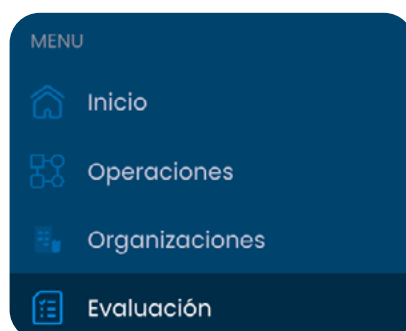 MENU
Inicio
Operaciones
Organizaciones
Evaluación